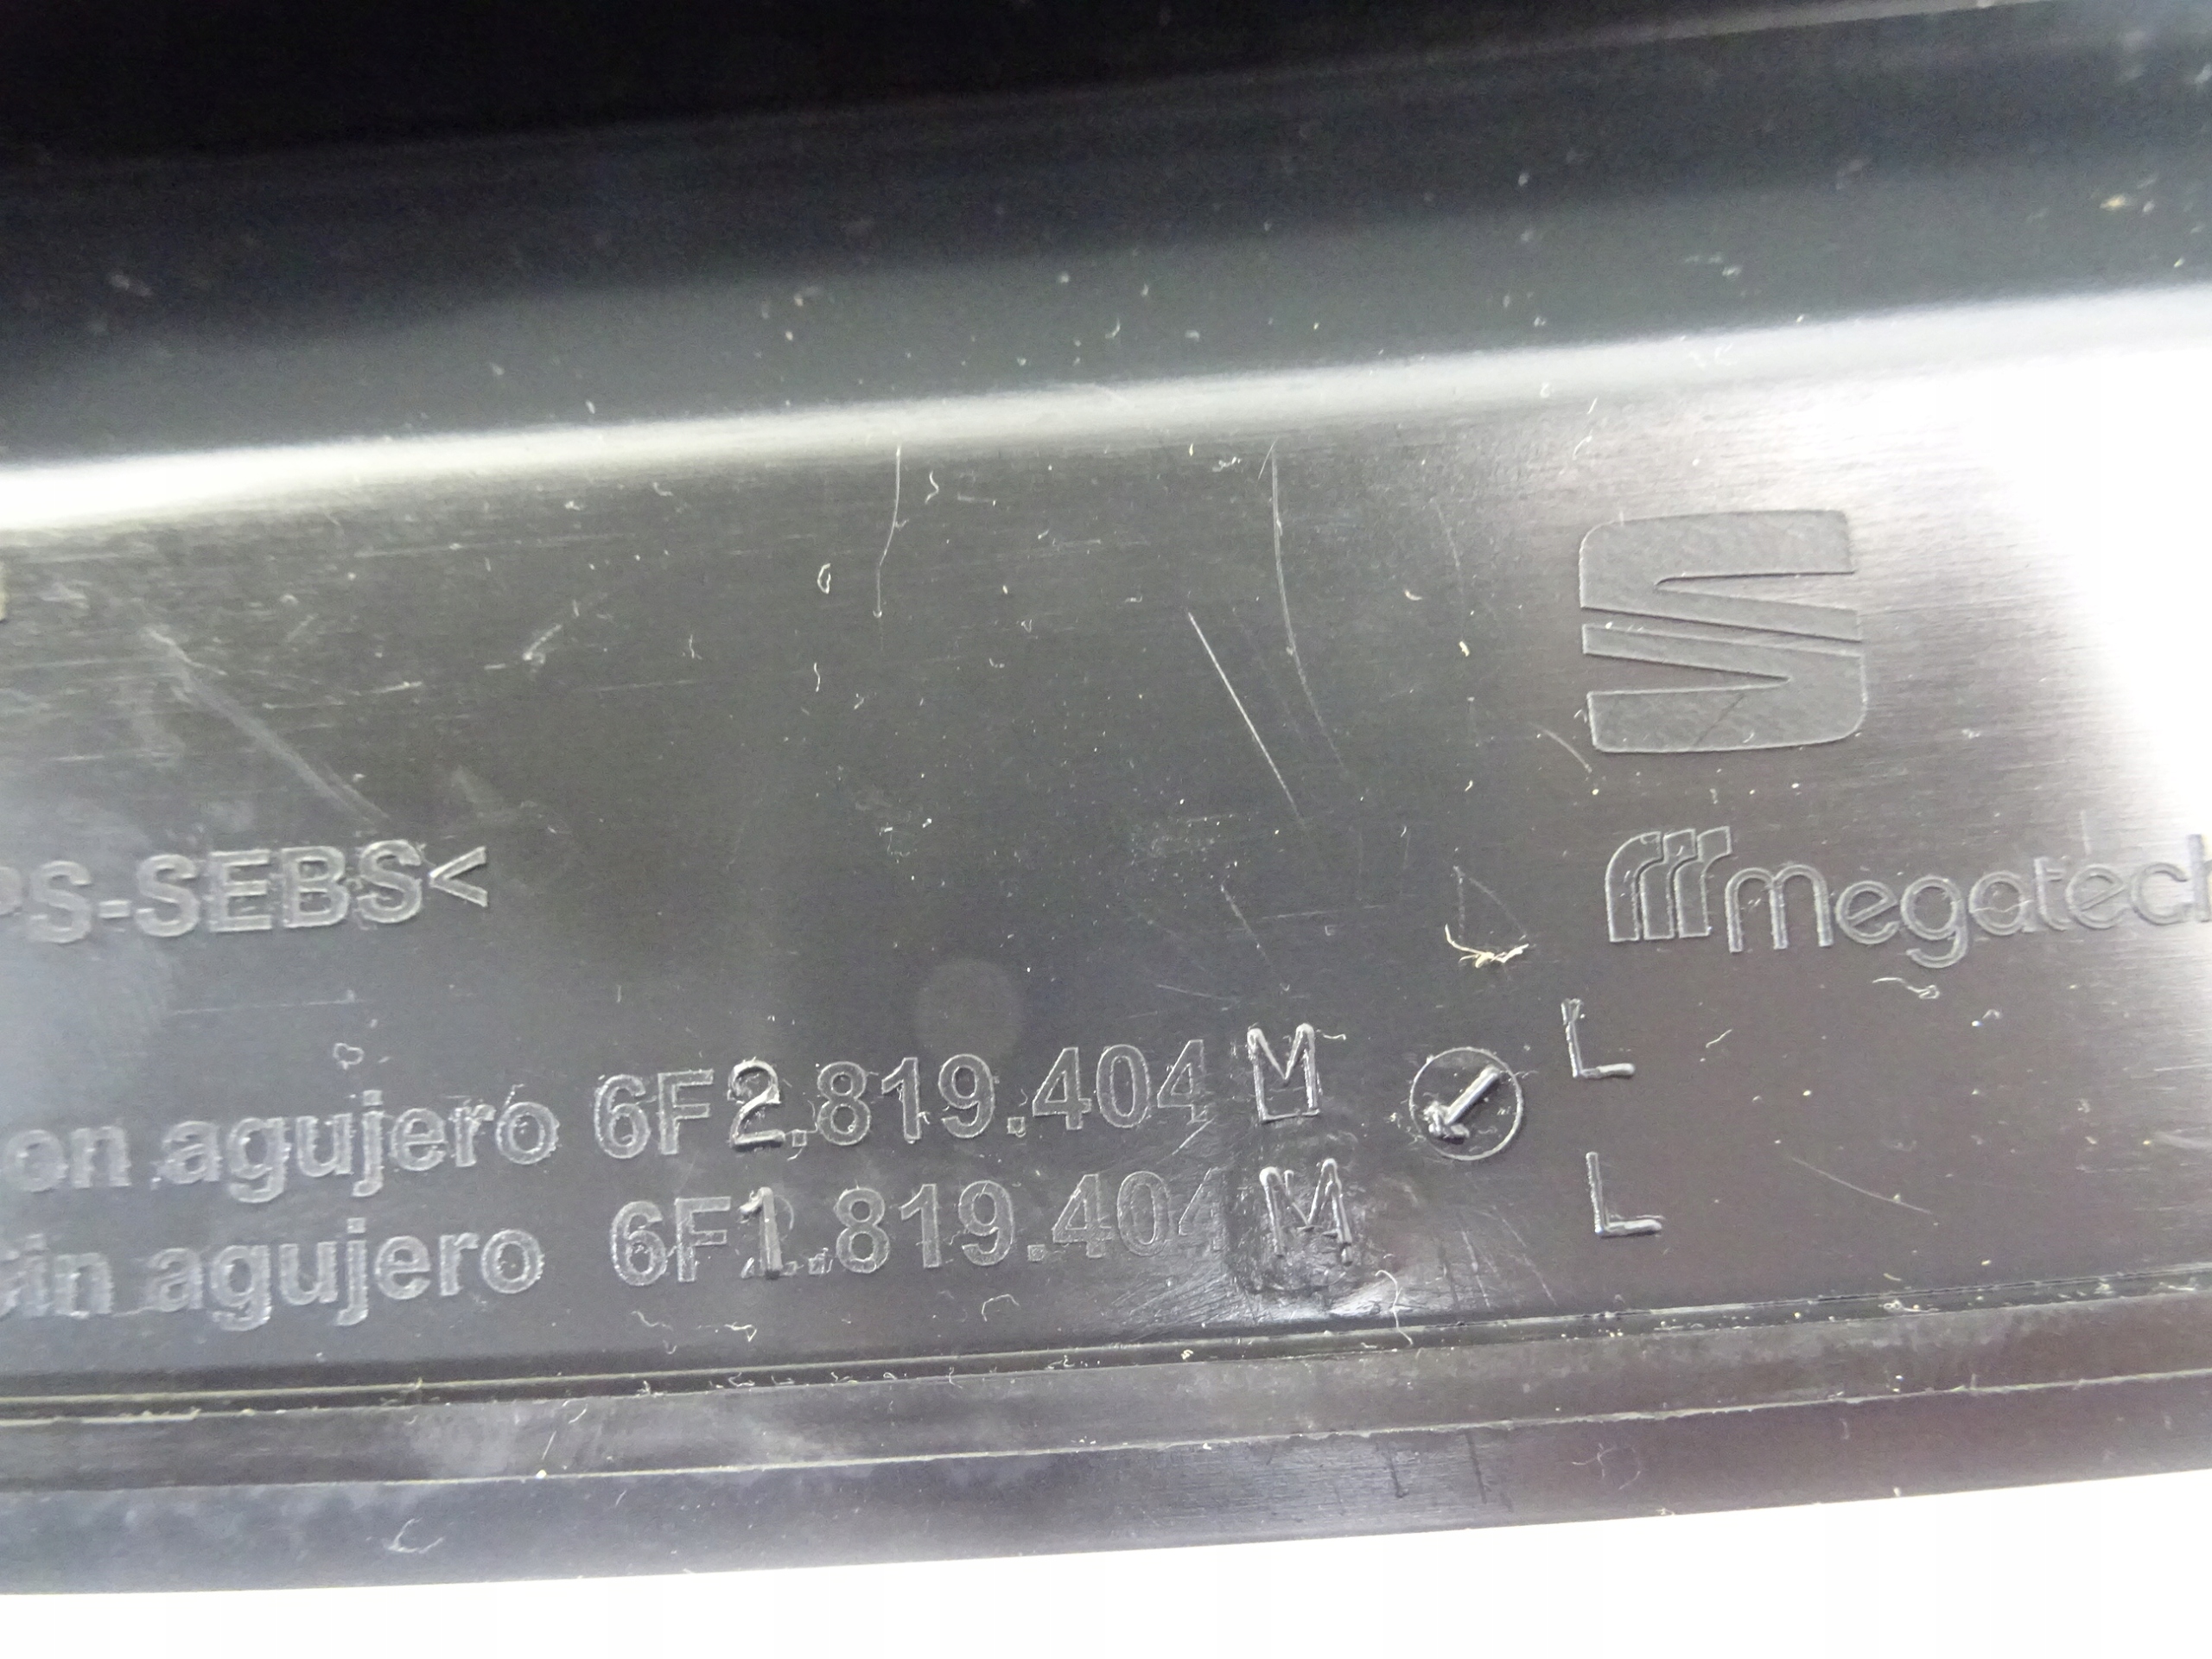 PS-SEBS<
megatech
on agujero 6F2.819.404 M L
in agujero 6F1.819.404 M L